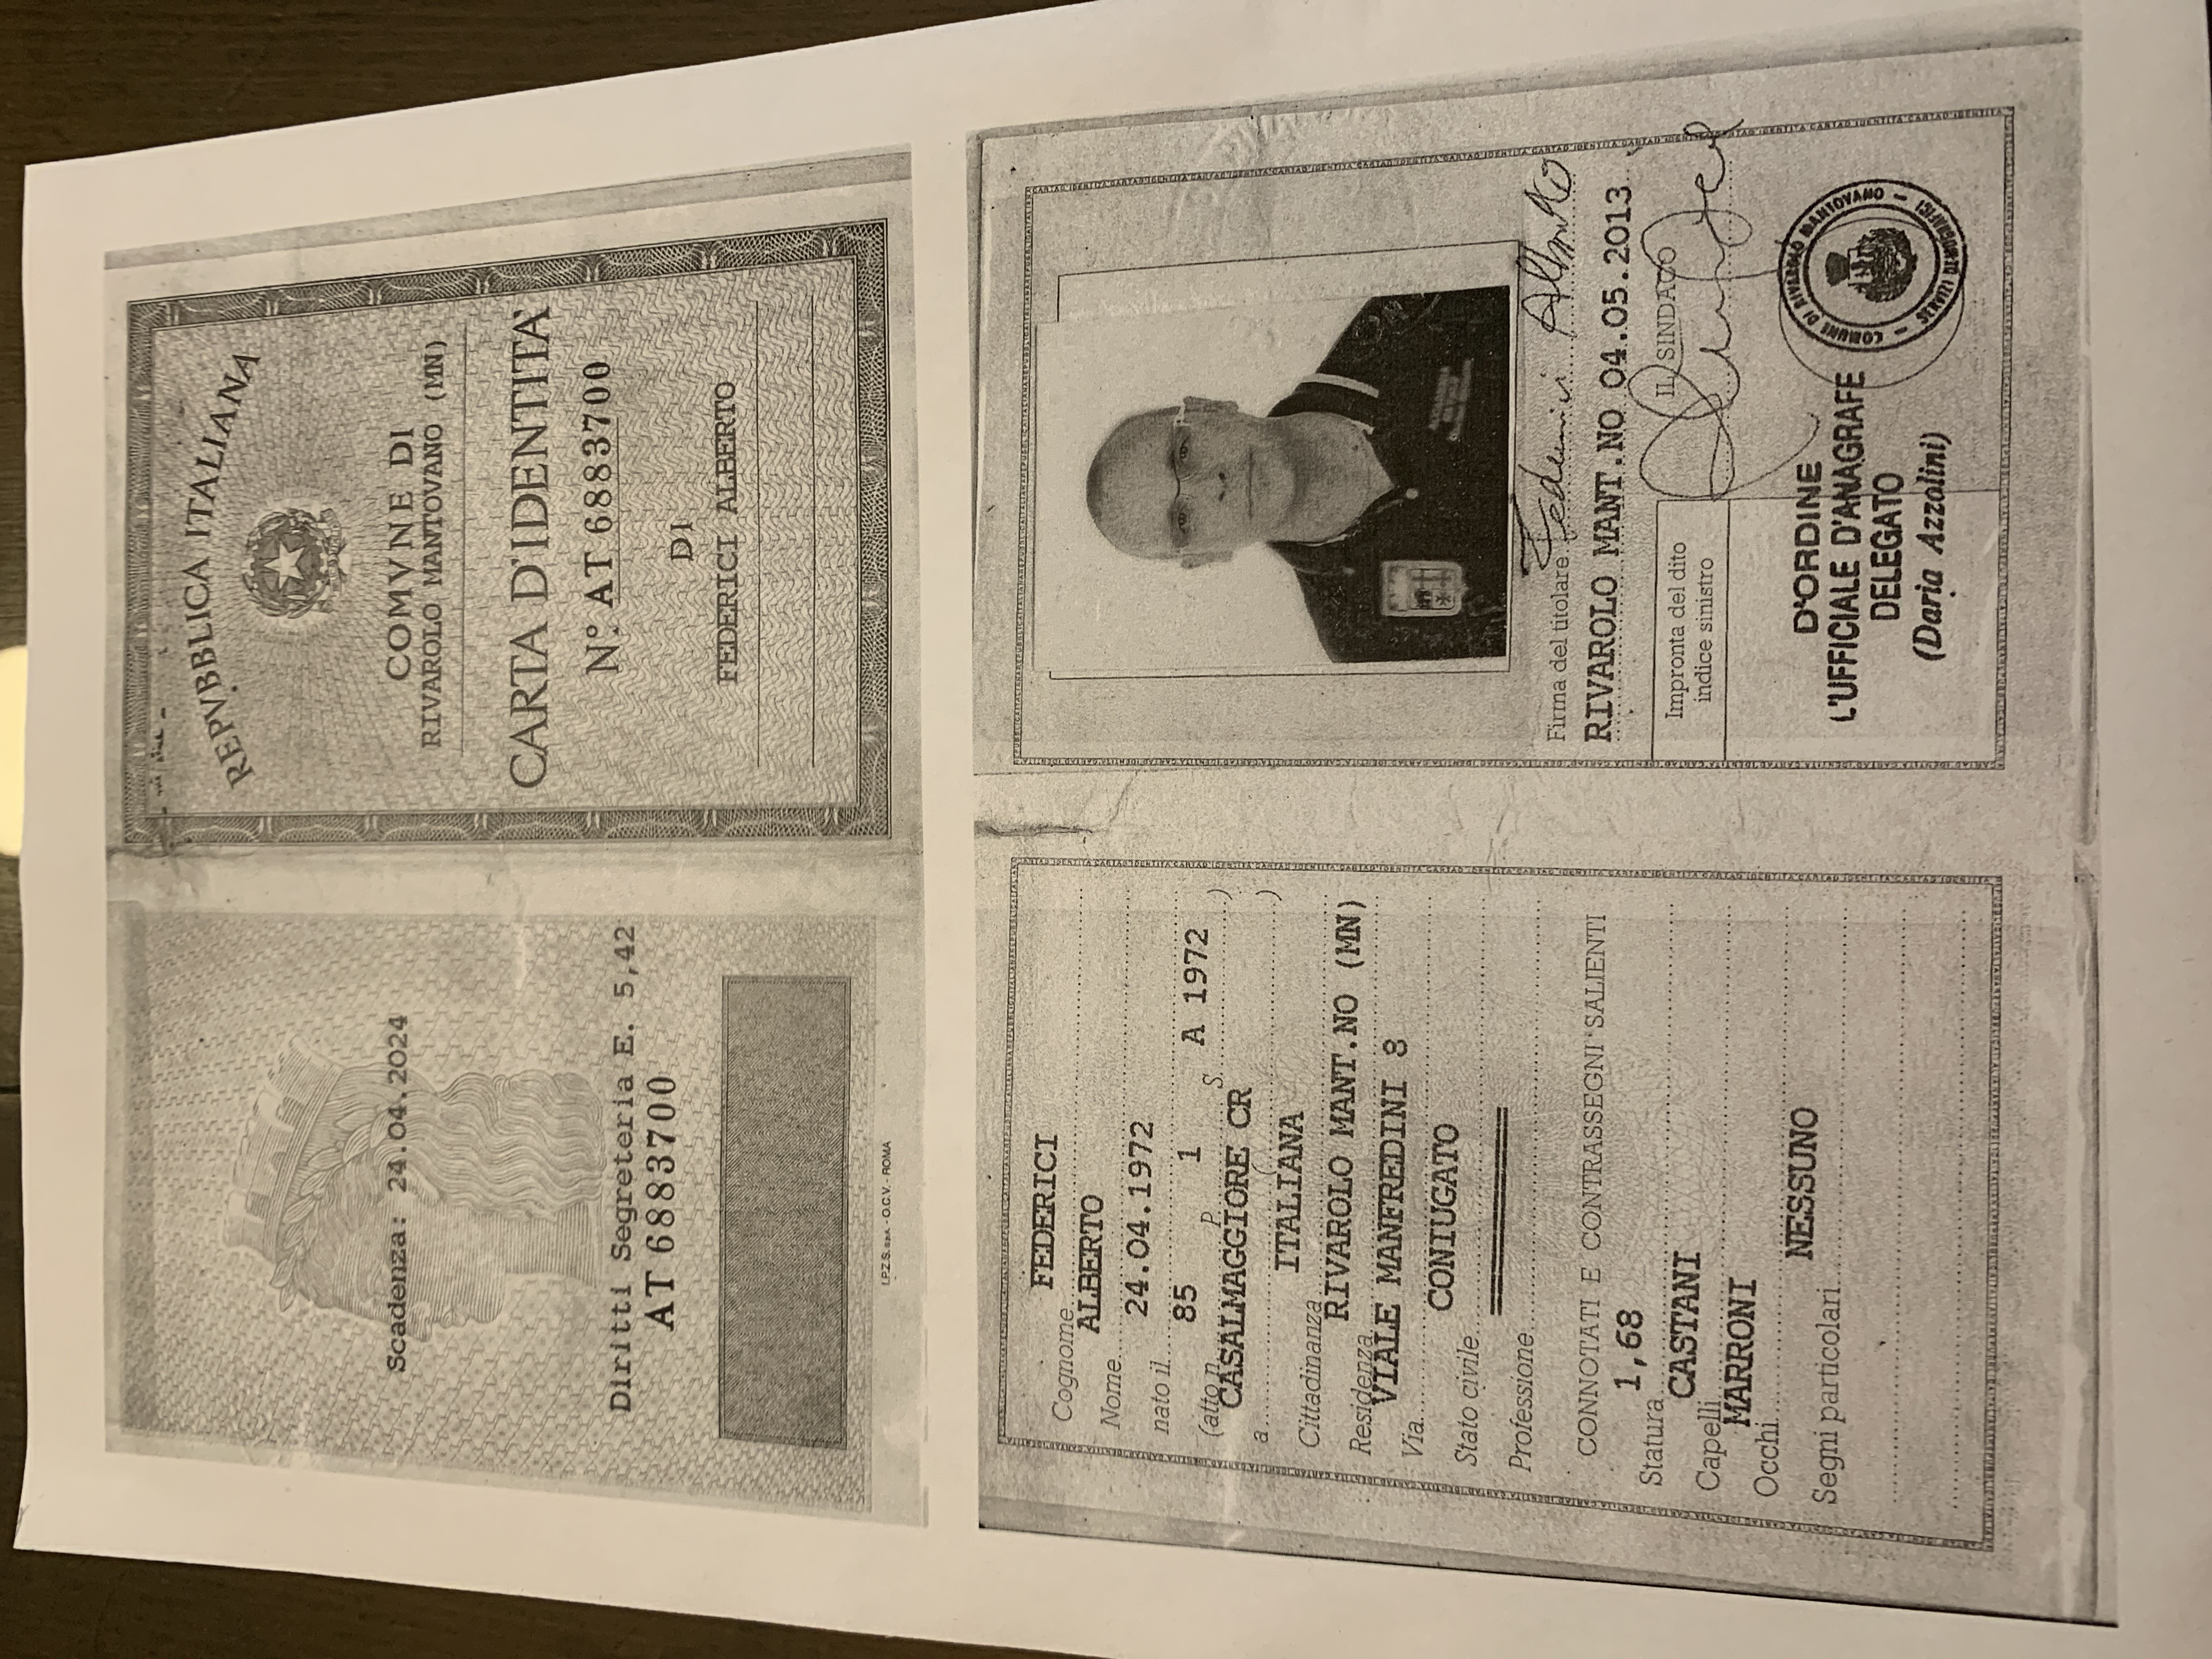 REPVBBLICA ITALIANA
COMVNE DI
RIVAROLO MANTOVANO (MN)
CARTA D'IDENTITA'
Nº AT 6883700
DI
FEDERICI ALBERTO
Scadenza: 24.04.2024
Diritti Segreteria E. 5,42
AT 6883700
I.P.Z.S. S.p.A. - O.C.V. - ROMA
Cognome FEDERICI
Nome ALBERTO
nato il 24.04.1972
(atto n. 85 P. 1 S. A 1972)
a CASALMAGGIORE CR ( )
Cittadinanza ITALIANA
Residenza RIVAROLO MANT.NO (MN)
Via VIALE MANFREDINI 8
Stato civile CONIUGATO
Professione
CONNOTATI E CONTRASSEGNI SALIENTI
Statura 1,68
Capelli CASTANI
Occhi MARRONI
Segni particolari NESSUNO
Firma del titolare Federici Alberto
RIVAROLO MANT.NO 04.05.2013
Impronta del dito
indice sinistro
IL SINDACO
D'ORDINE
L'UFFICIALE D'ANAGRAFE
DELEGATO
(Daria Azzolini)
COMUNE DI RIVAROLO MANTOVANO
SERVIZI DEMOGRAFICI